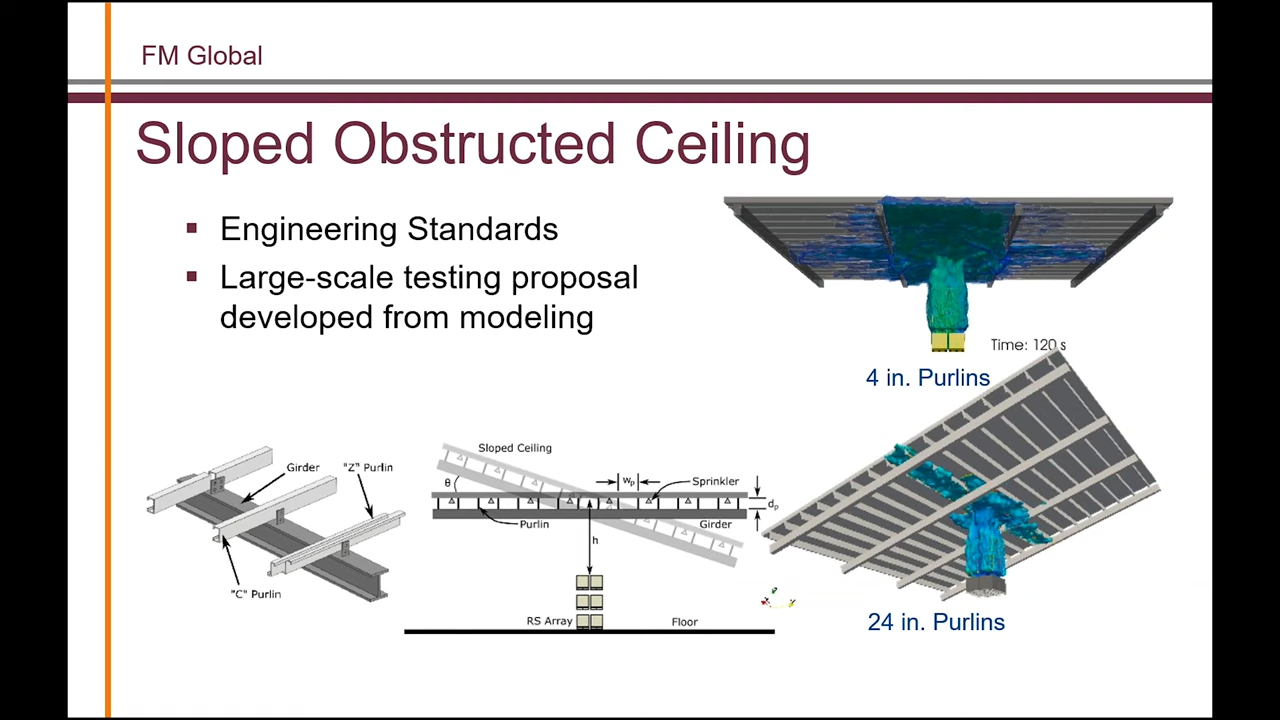 FM Global
Sloped Obstructed Ceiling
Engineering Standards
Large-scale testing proposal
developed from modeling
Time: 120 s
4 in. Purlins
Girder
"Z" Purlin
"C" Purlin
Sloped Ceiling
θ
wp
Sprinkler
dp
Purlin
Girder
h
RS Array
Floor
24 in. Purlins